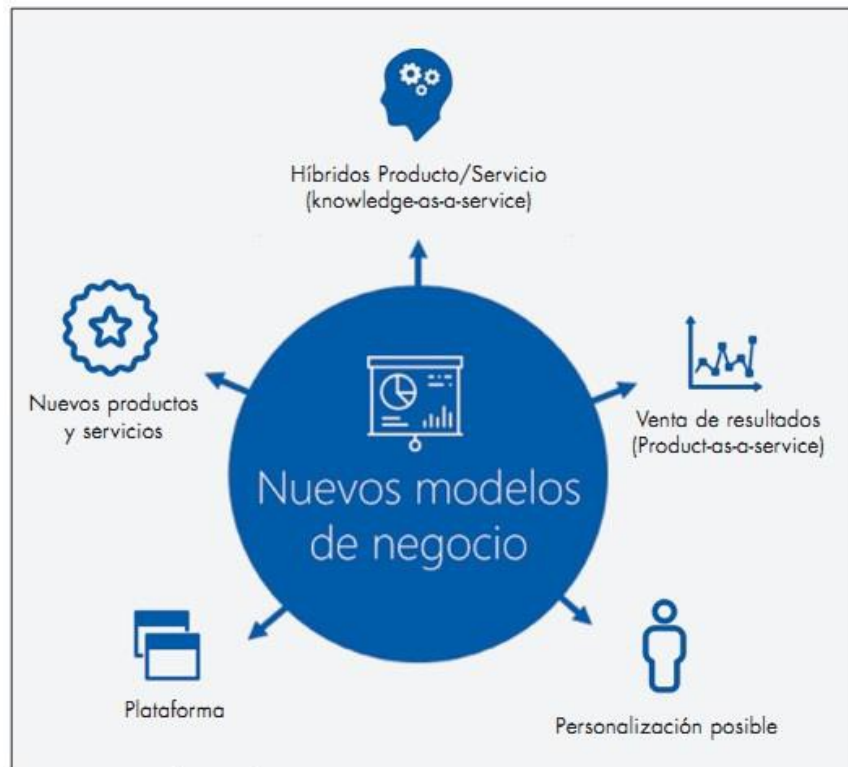 Híbridos Producto/Servicio
(knowledge-as-a-service)
Nuevos productos
y servicios
Venta de resultados
(Product-as-a-service)
Nuevos modelos
de negocio
Plataforma
Personalización posible